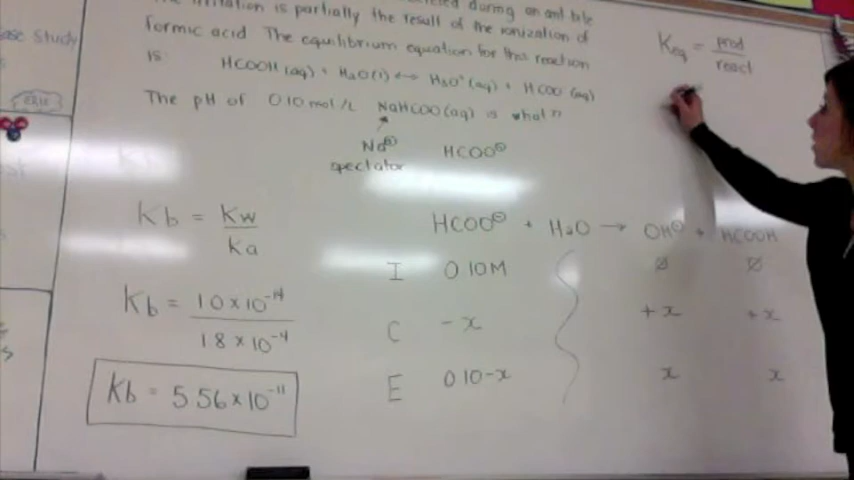 irritation is partially the result of the ionization of
formic acid The equilibrium equation for this reaction
is: HCOOH(aq) + H₂O(l) ↔ H₃O⁺(aq) + HCOO (aq)
The pH of 0.10 mol/L NaHCOO(aq) is what?
Na⊕ HCOO⊖
spectator
Keq = prod
react
ase Study
Kb = Kw
Ka
Kb = 1.0 x 10⁻¹⁴
1.8 x 10⁻⁴
Kb = 5.56 x 10⁻¹¹
HCOO⊖ + H₂O → OH⊖ + HCOOH
I 0.10M ∅ ∅
C - x + x + x
E 0.10-x x x